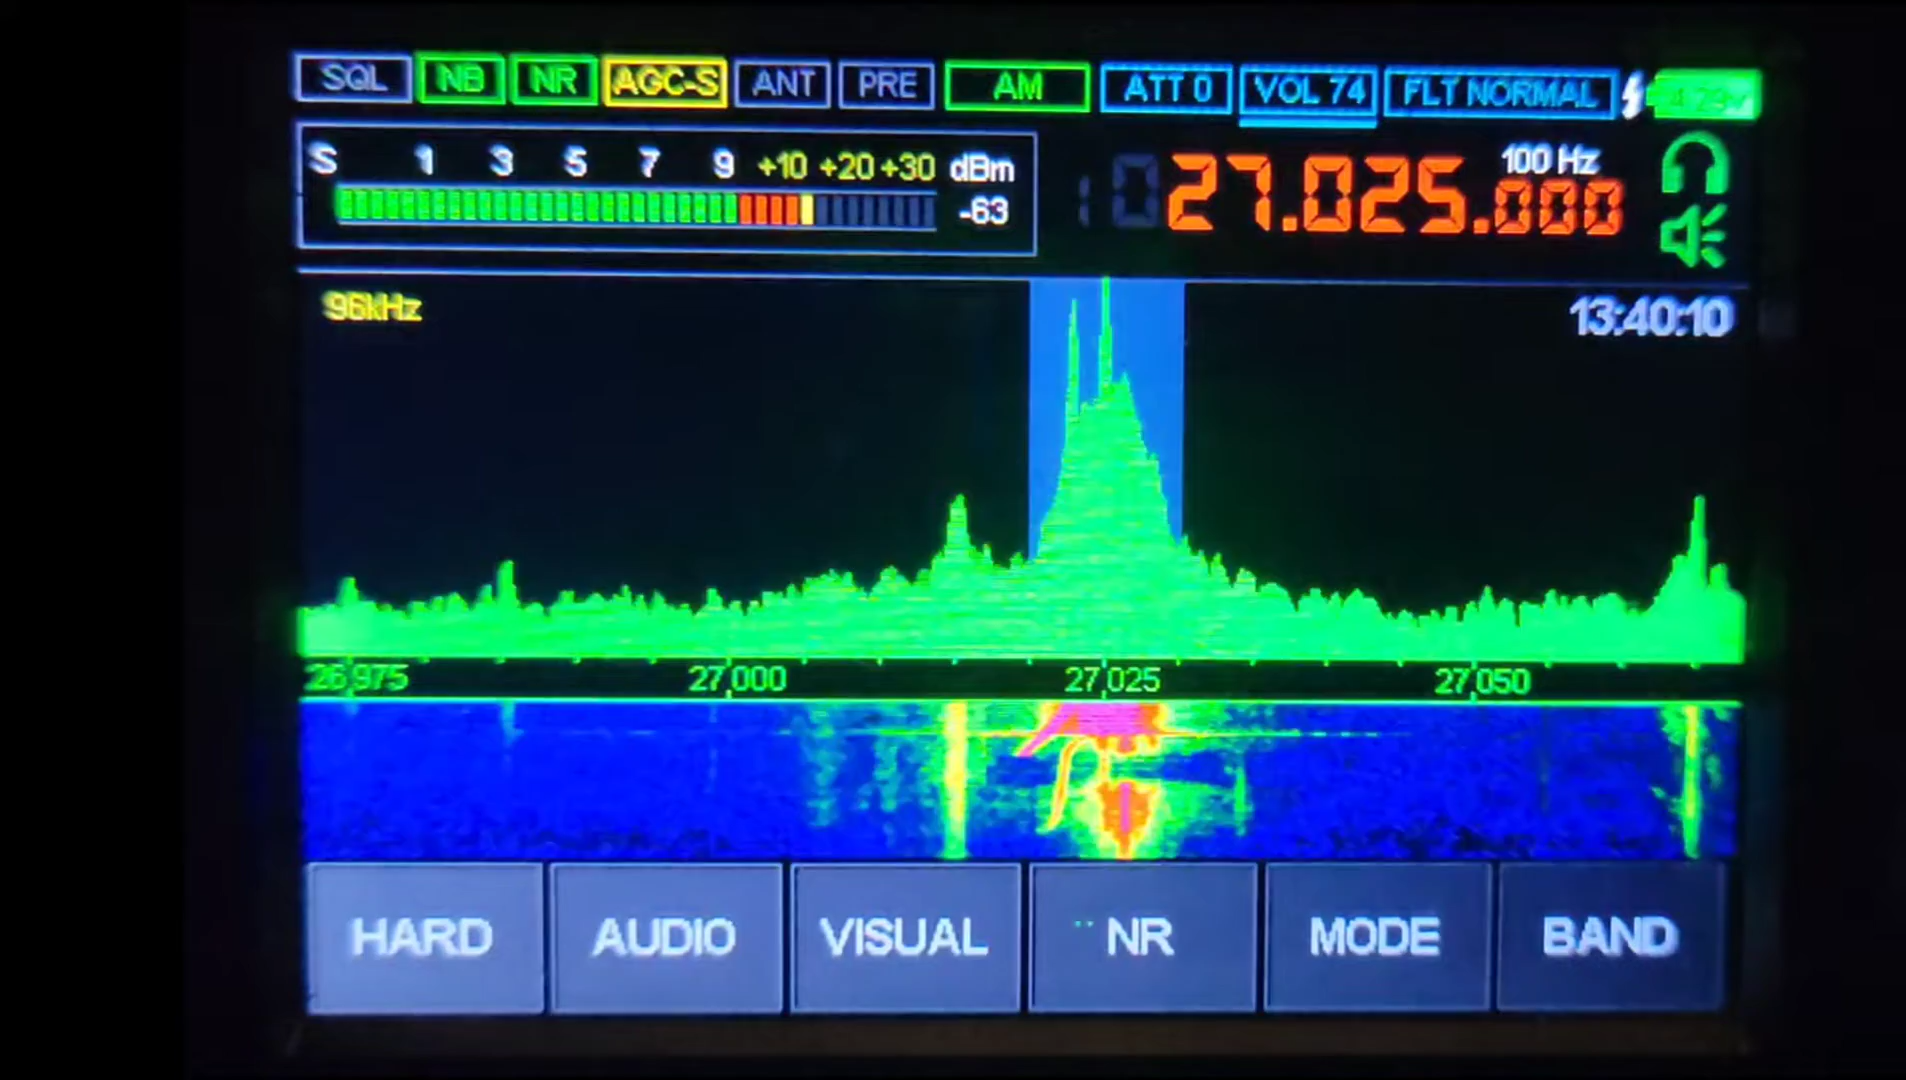 SQL NB NR AGC-S ANT PRE AM ATT 0 VOL 74 FLT NORMAL
S 1 3 5 7 9 +10 +20 +30 dBm
-63
100 Hz
27.025.000
96kHz
13:40:10
26,975 27,000 27,025 27,050
HARD AUDIO VISUAL NR MODE BAND